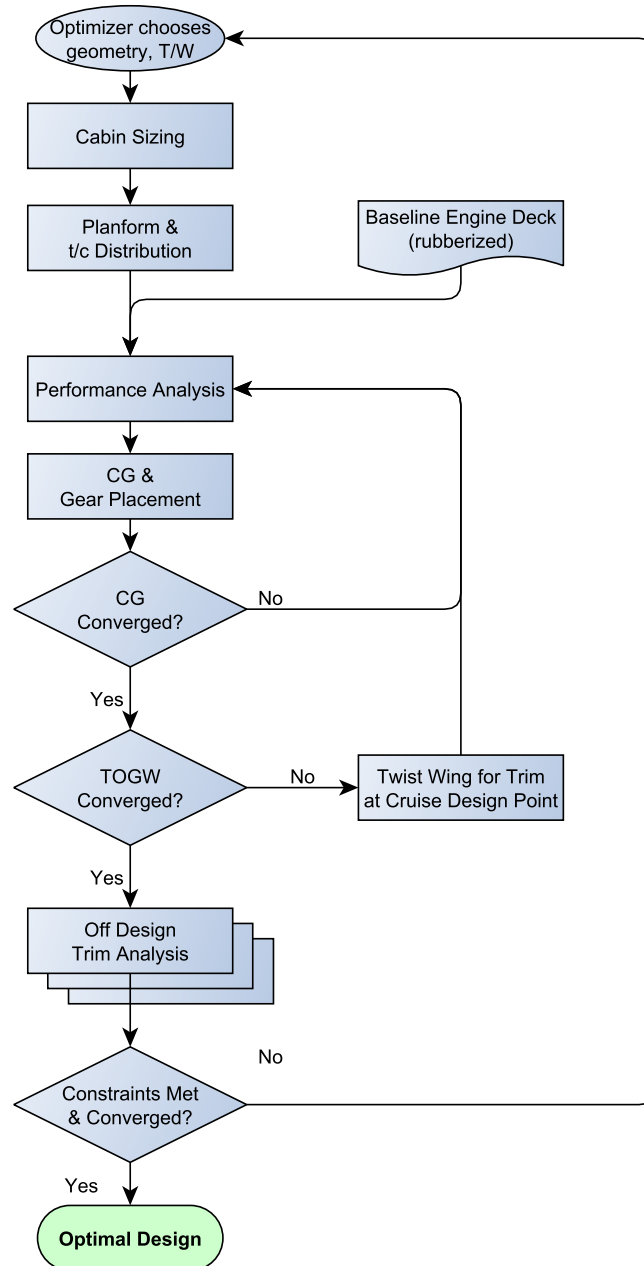 Optimizer chooses
geometry, T/W
Cabin Sizing
Planform &
t/c Distribution
Baseline Engine Deck
(rubberized)
Performance Analysis
CG &
Gear Placement
CG
Converged?
No
Yes
TOGW
Converged?
No
Twist Wing for Trim
at Cruise Design Point
Yes
Off Design
Trim Analysis
No
Constraints Met
& Converged?
Yes
Optimal Design